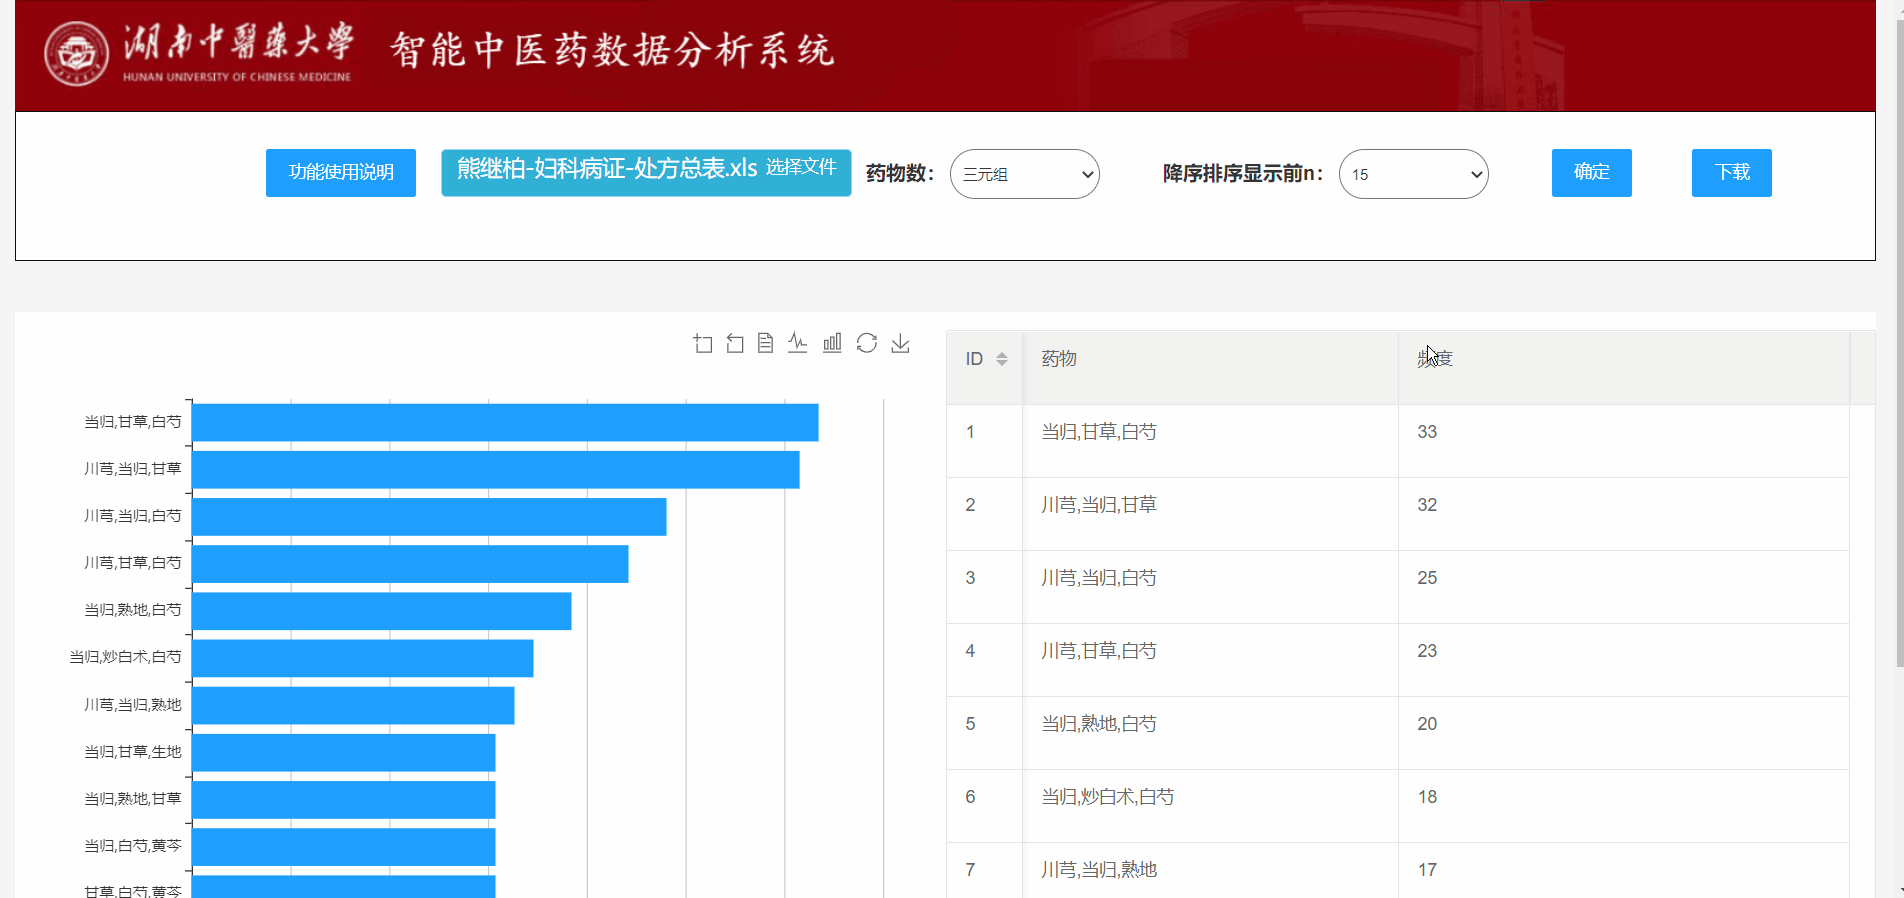 湖南中醫藥大學
HUNAN UNIVERSITY OF CHINESE MEDICINE
智能中医药数据分析系统
功能使用说明
熊继柏-妇科病证-处方总表.xls 选择文件
药物数：
三元组
降序排序显示前n：
15
确定
下载
当归,甘草,白芍
川芎,当归,甘草
川芎,当归,白芍
川芎,甘草,白芍
当归,熟地,白芍
当归,炒白术,白芍
川芎,当归,熟地
当归,甘草,生地
当归,熟地,甘草
当归,白芍,黄芩
甘草,白芍,黄芩
ID 药物 频度
1 当归,甘草,白芍 33
2 川芎,当归,甘草 32
3 川芎,当归,白芍 25
4 川芎,甘草,白芍 23
5 当归,熟地,白芍 20
6 当归,炒白术,白芍 18
7 川芎,当归,熟地 17